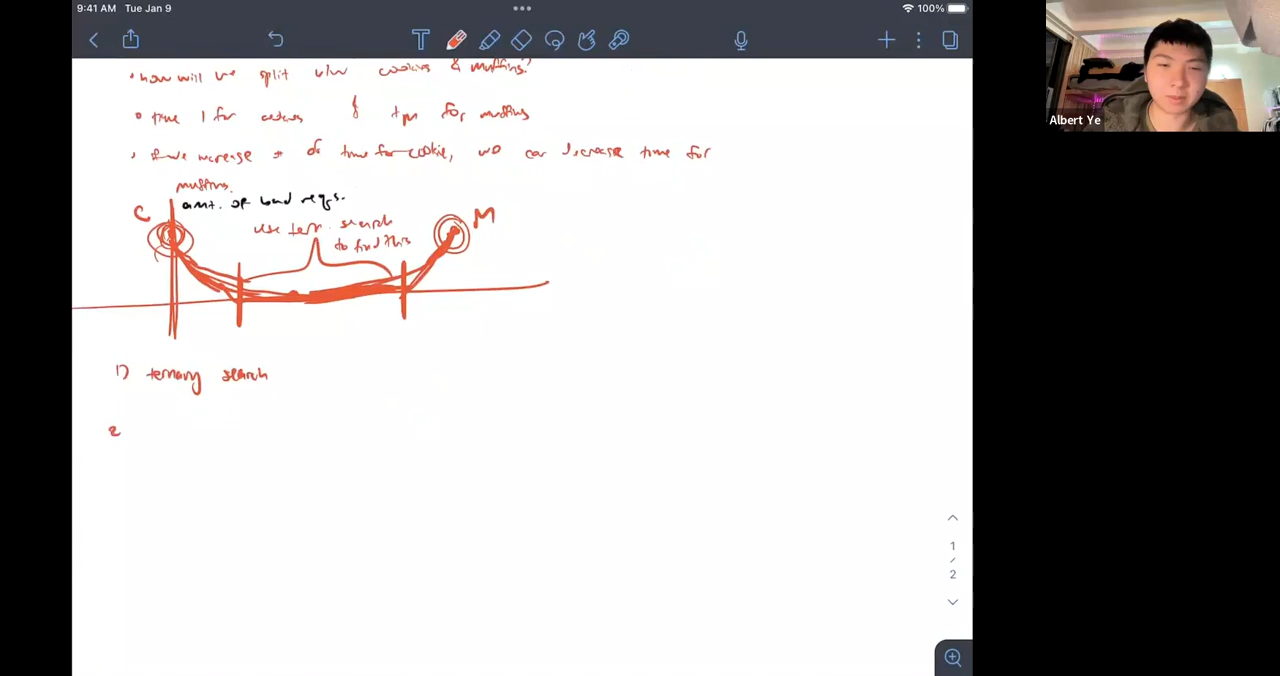 9:41 AM Tue Jan 9
100%
Albert Ye
• how will we split b/w cookies & muffins?
• time 1 for & tm for muffins
• if we increase # of time for cookie, we can decrease time for
muffins.
amt. of bad reqs.
C
M
use tern. search
to find this
1) ternary search
2
1
/
2